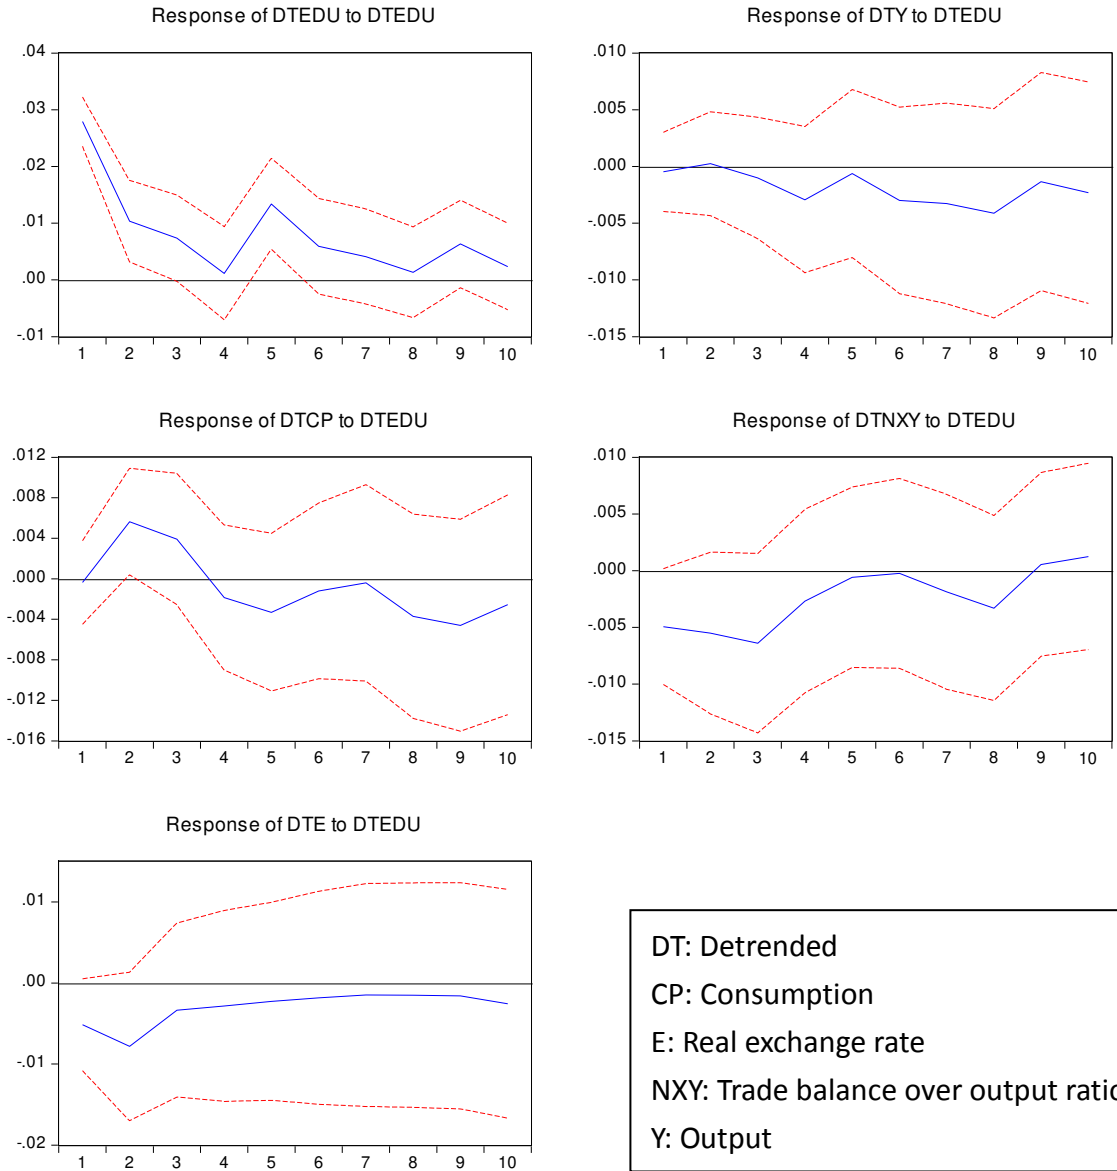 Response of DTEDU to DTEDU
.04
.03
.02
.01
.00
-.01
1 2 3 4 5 6 7 8 9 10
Response of DTY to DTEDU
.010
.005
.000
-.005
-.010
-.015
1 2 3 4 5 6 7 8 9 10
Response of DTCP to DTEDU
.012
.008
.004
.000
-.004
-.008
-.012
-.016
1 2 3 4 5 6 7 8 9 10
Response of DTNXY to DTEDU
.010
.005
.000
-.005
-.010
-.015
1 2 3 4 5 6 7 8 9 10
Response of DTE to DTEDU
.01
.00
-.01
-.02
1 2 3 4 5 6 7 8 9 10
DT: Detrended
CP: Consumption
E: Real exchange rate
NXY: Trade balance over output ratio
Y: Output